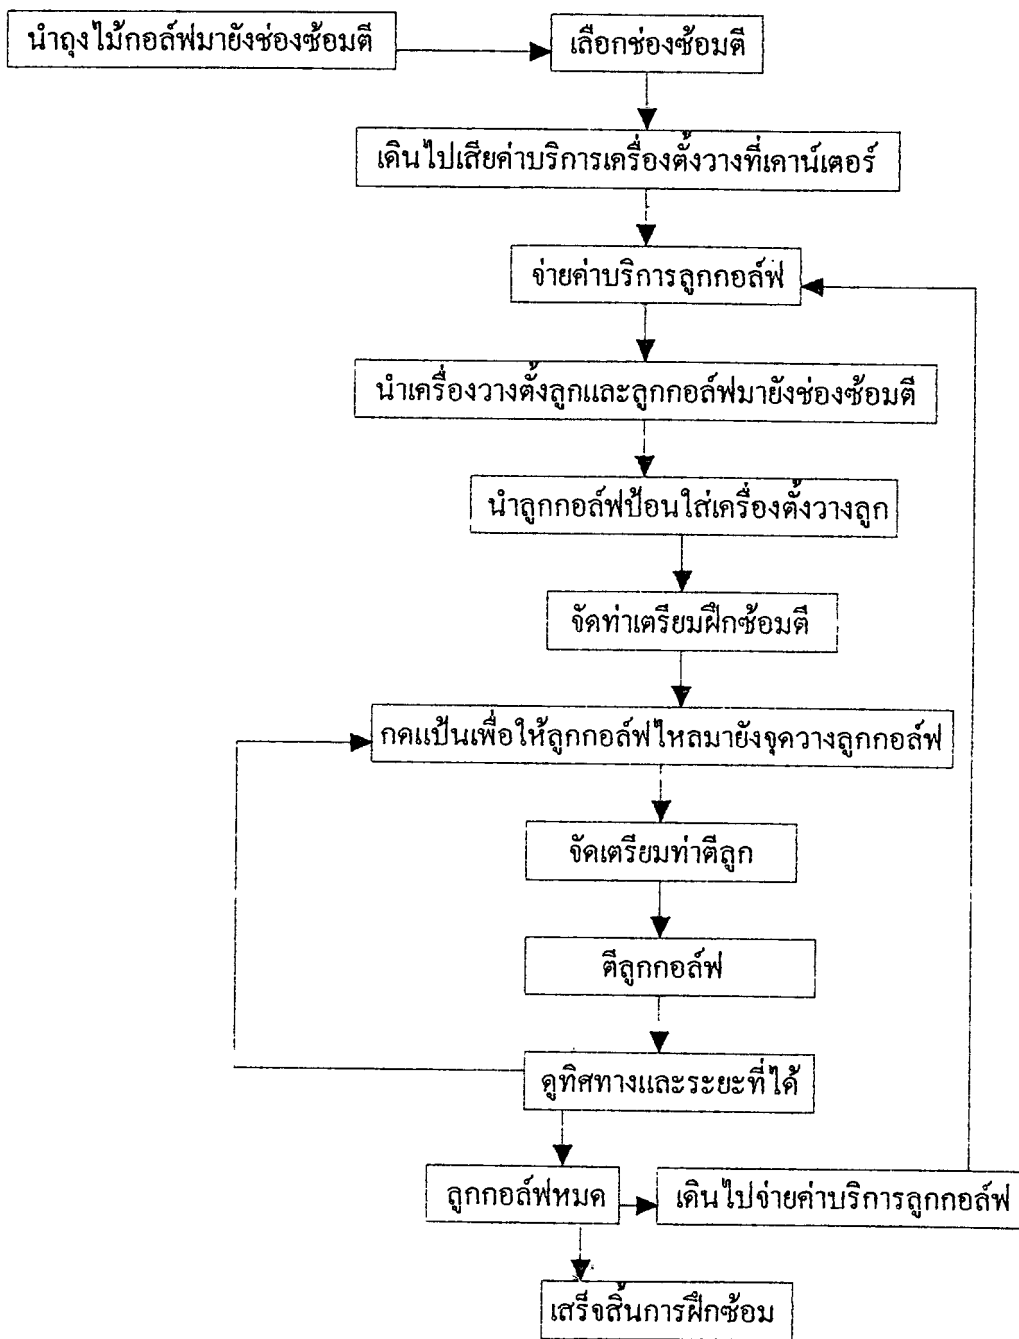 นำถุงไม้กอล์ฟมายังช่องซ้อมตี
เลือกช่องซ้อมตี
เดินไปเสียค่าบริการเครื่องตั้งวางที่เคาน์เตอร์
จ่ายค่าบริการลูกกอล์ฟ
นำเครื่องวางตั้งลูกและลูกกอล์ฟมายังช่องซ้อมตี
นำลูกกอล์ฟป้อนใส่เครื่องตั้งวางลูก
จัดท่าเตรียมฝึกซ้อมตี
กดแป้นเพื่อให้ลูกกอล์ฟไหลมายังจุดวางลูกกอล์ฟ
จัดเตรียมท่าตีลูก
ตีลูกกอล์ฟ
ดูทิศทางและระยะที่ได้
ลูกกอล์ฟหมด
เดินไปจ่ายค่าบริการลูกกอล์ฟ
เสร็จสิ้นการฝึกซ้อม